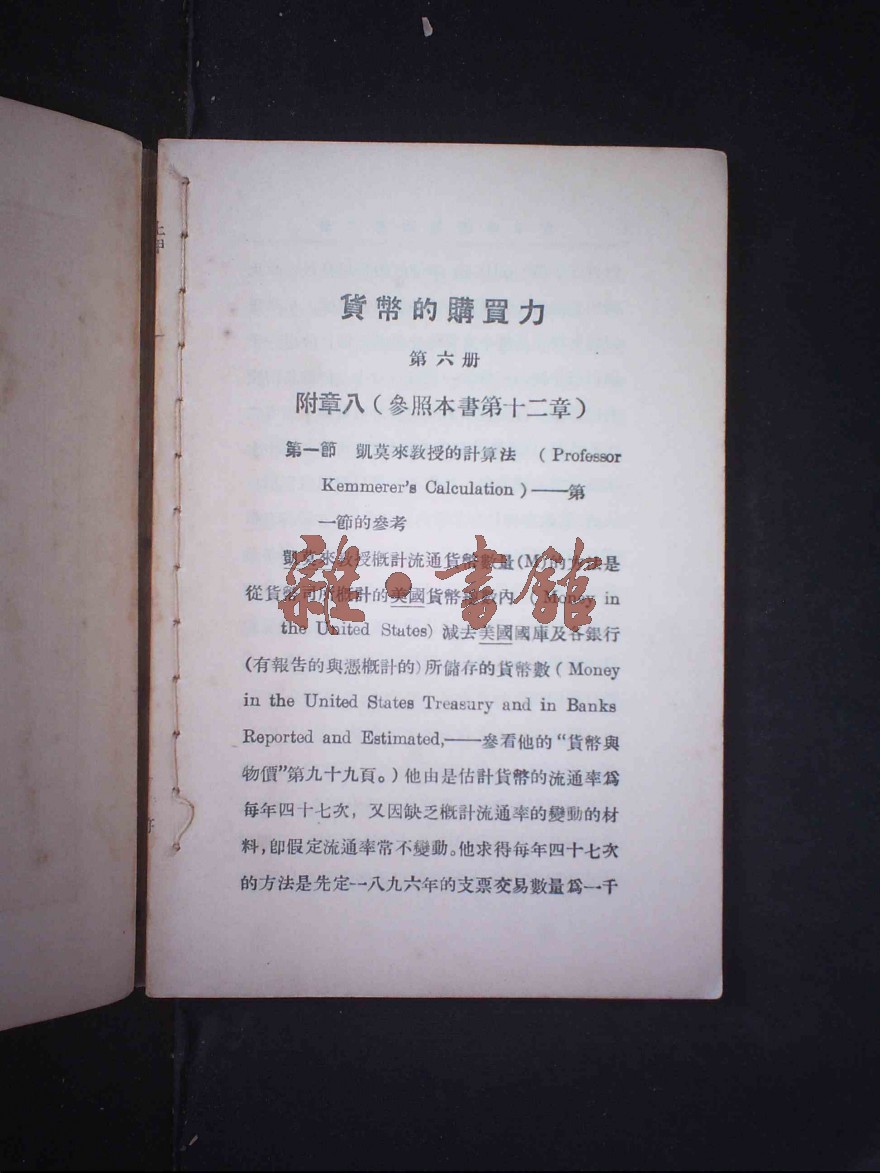 貨幣的購買力
第六册
附章八（參照本書第十二章）
第一節　凱莫來教授的計算法　（Professor
Kemmerer's Calculation）——第
一節的參考
凱莫來教授概計流通貨幣數量(M)的方法是
從貨幣司所概計的美國貨幣總數內（Money in
the United States）減去美國國庫及各銀行
(有報告的與憑概計的)所儲存的貨幣數（Money
in the United States Treasury and in Banks
Reported and Estimated,——參看他的“貨幣與
物價”第九十九頁。）他由是估計貨幣的流通率爲
每年四十七次，又因缺乏概計流通率的變動的材
料，卽假定流通率常不變動。他求得每年四十七次
的方法是先定一八九六年的支票交易數量爲一千
雜·書館